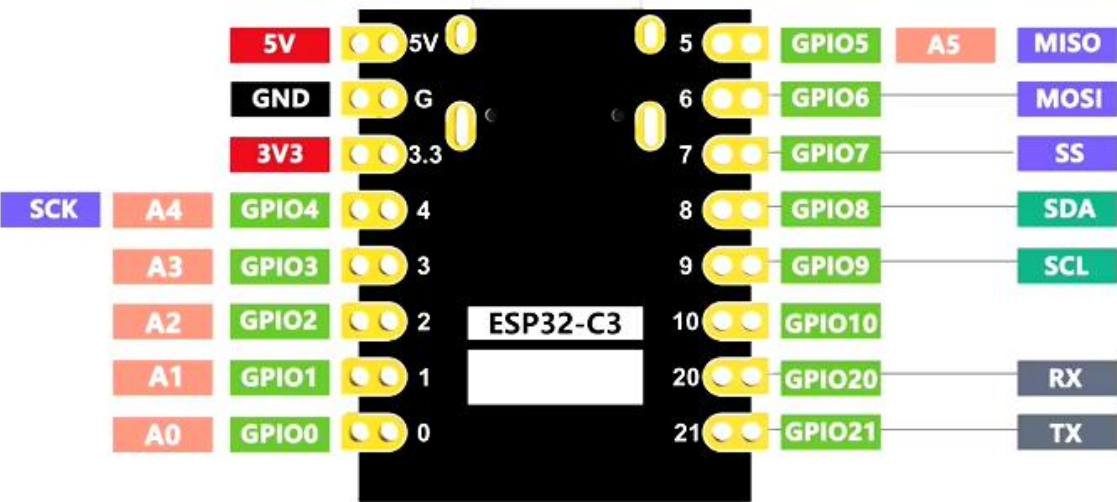 5V 5V 5 GPIO5 A5 MISO
GND G 6 GPIO6 MOSI
3V3 3.3 7 GPIO7 SS
SCK A4 GPIO4 4 8 GPIO8 SDA
A3 GPIO3 3 9 GPIO9 SCL
A2 GPIO2 2 ESP32-C3 10 GPIO10
A1 GPIO1 1 20 GPIO20 RX
A0 GPIO0 0 21 GPIO21 TX